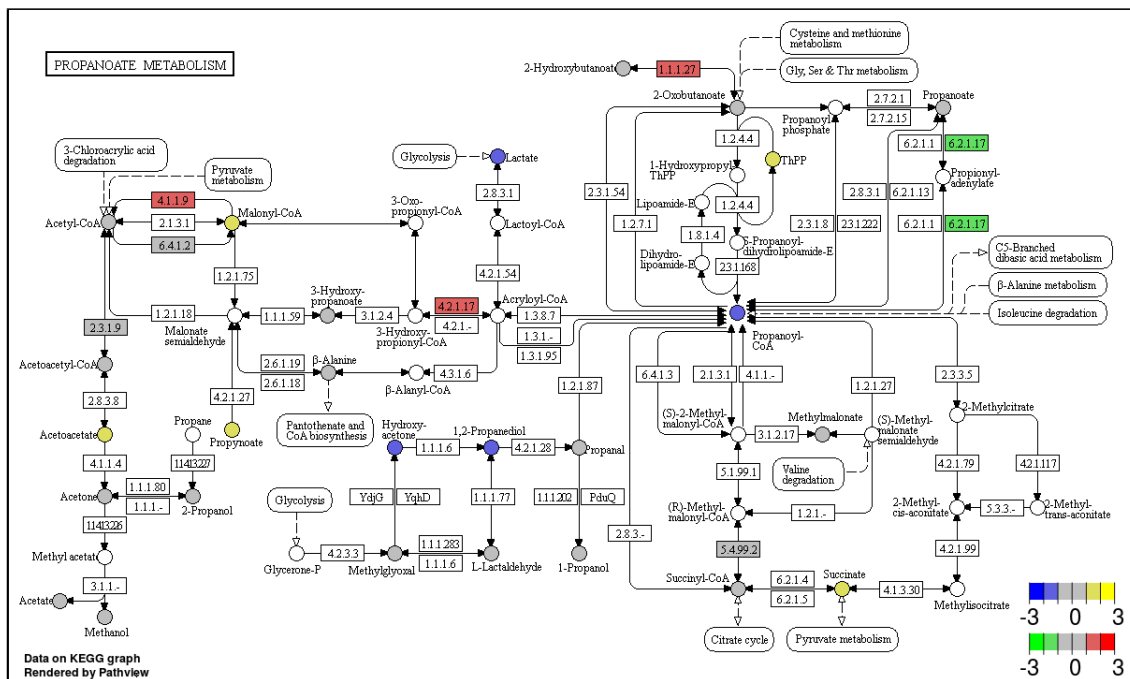 PROPANOATE METABOLISM
Cysteine and methionine
metabolism
Gly, Ser & Thr metabolism
2-Hydroxybutanoate
1.1.1.27
2-Oxobutanoate
Propanoyl
phosphate
2.7.2.1
2.7.2.15
Propanoate
1.2.4.4
ThPP
1-Hydroxypropyl-
ThPP
6.2.1.1
6.2.1.17
Propionyl-
adenylate
2.3.1.54
1.2.7.1
Lipoamide-E
1.2.4.4
1.8.1.4
Dihydro-
lipoamide-E
S-Propanoyl-
dihydrolipoamide-E
2.3.1.168
2.3.1.8
2.3.1.222
2.8.3.1
6.2.1.13
6.2.1.1
6.2.1.17
C5-Branched
dibasic acid metabolism
β-Alanine metabolism
Isoleucine degradation
3-Chloroacrylic acid
degradation
Pyruvate
metabolism
Glycolysis
Lactate
2.8.3.1
Lactoyl-CoA
4.2.1.54
Acryloyl-CoA
4.1.1.9
Acetyl-CoA
2.1.3.1
Malonyl-CoA
6.4.1.2
3-Oxo-
propionyl-CoA
1.2.1.75
3-Hydroxy-
propanoate
1.2.1.18
Malonate
semialdehyde
1.1.1.59
3.1.2.4
3-Hydroxy-
propionyl-CoA
4.2.1.17
4.2.1.-
1.3.8.7
1.3.1.-
1.3.1.95
Propanoyl-
CoA
2.3.1.9
Acetoacetyl-CoA
2.8.3.8
Acetoacetate
4.1.1.4
Acetone
2.6.1.19
2.6.1.18
β-Alanine
β-Alanyl-CoA
4.3.1.6
4.2.1.27
Propynoate
Pantothenate and
CoA biosynthesis
Propane
1.14.13.227
1.1.1.80
1.1.1.-
2-Propanol
1.14.13.226
Methyl acetate
3.1.1.-
Acetate
Methanol
Hydroxy-
acetone
1.1.1.6
1,2-Propanediol
4.2.1.28
Propanal
1.2.1.87
Glycolysis
YdjG
YqhD
1.1.1.77
1.1.1.202
PduQ
Glycerone-P
4.2.3.3
Methylglyoxal
1.1.1.283
1.1.1.6
L-Lactaldehyde
1-Propanol
6.4.1.3
2.1.3.1
4.1.1.-
1.2.1.27
2.3.3.5
(S)-2-Methyl-
malonyl-CoA
3.1.2.17
Methylmalonate
(S)-Methyl-
malonate
semialdehyde
2-Methylcitrate
5.1.99.1
Valine
degradation
4.2.1.79
4.2.1.117
(R)-Methyl-
malonyl-CoA
1.2.1.-
2-Methyl-
cis-aconitate
5.3.3.-
2-Methyl-
trans-aconitate
2.8.3.-
5.4.99.2
4.2.1.99
Succinyl-CoA
6.2.1.4
6.2.1.5
Succinate
4.1.3.30
Methylisocitrate
Citrate cycle
Pyruvate metabolism
-3 0 3
-3 0 3
Data on KEGG graph
Rendered by Pathview